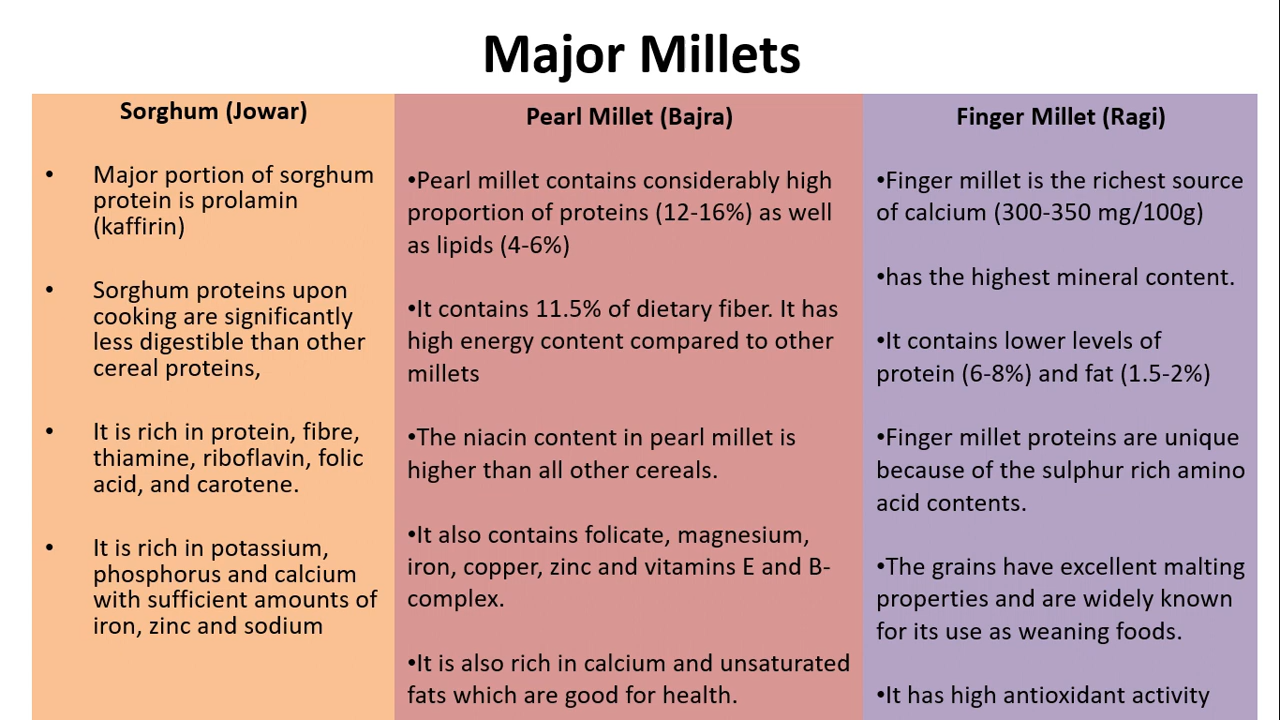 Major Millets
Sorghum (Jowar)
• Major portion of sorghum
protein is prolamin
(kaffirin)
• Sorghum proteins upon
cooking are significantly
less digestible than other
cereal proteins,
• It is rich in protein, fibre,
thiamine, riboflavin, folic
acid, and carotene.
• It is rich in potassium,
phosphorus and calcium
with sufficient amounts of
iron, zinc and sodium
Pearl Millet (Bajra)
•Pearl millet contains considerably high
proportion of proteins (12-16%) as well
as lipids (4-6%)
•It contains 11.5% of dietary fiber. It has
high energy content compared to other
millets
•The niacin content in pearl millet is
higher than all other cereals.
•It also contains folicate, magnesium,
iron, copper, zinc and vitamins E and B-
complex.
•It is also rich in calcium and unsaturated
fats which are good for health.
Finger Millet (Ragi)
•Finger millet is the richest source
of calcium (300-350 mg/100g)
•has the highest mineral content.
•It contains lower levels of
protein (6-8%) and fat (1.5-2%)
•Finger millet proteins are unique
because of the sulphur rich amino
acid contents.
•The grains have excellent malting
properties and are widely known
for its use as weaning foods.
•It has high antioxidant activity